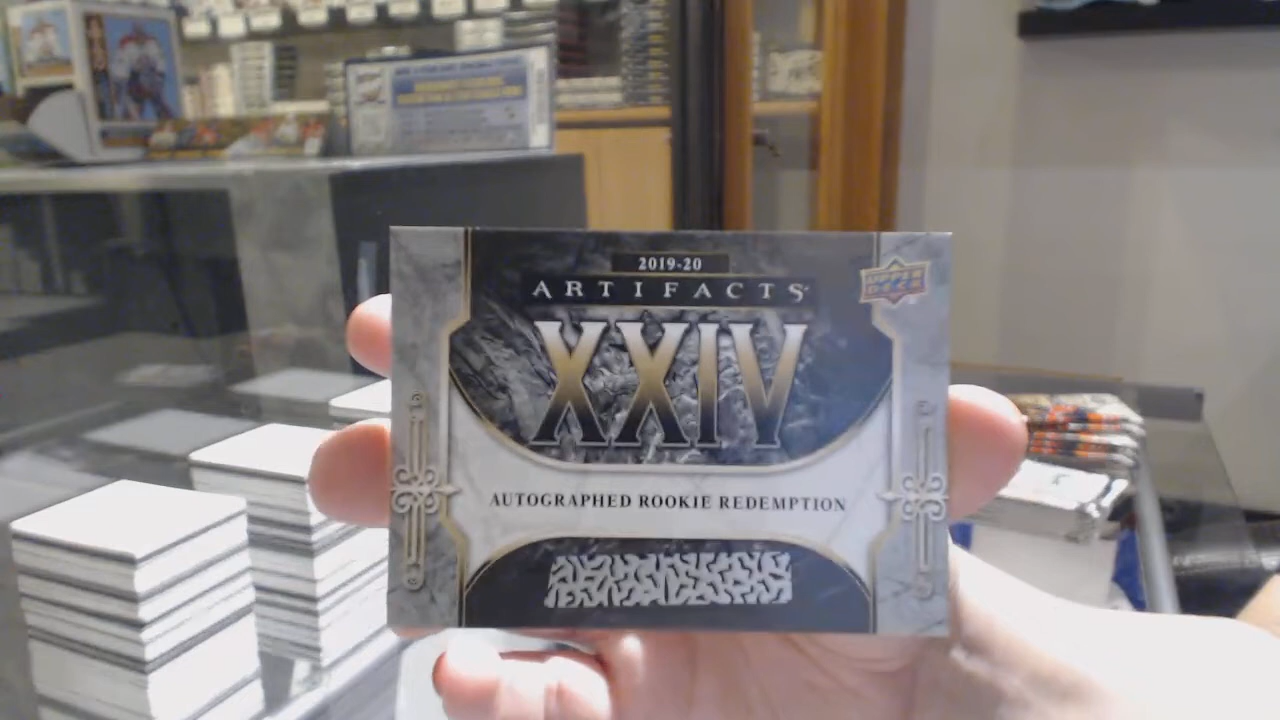 2019-20
ARTIFACTS
UPPER
DECK
XXIV
AUTOGRAPHED ROOKIE REDEMPTION